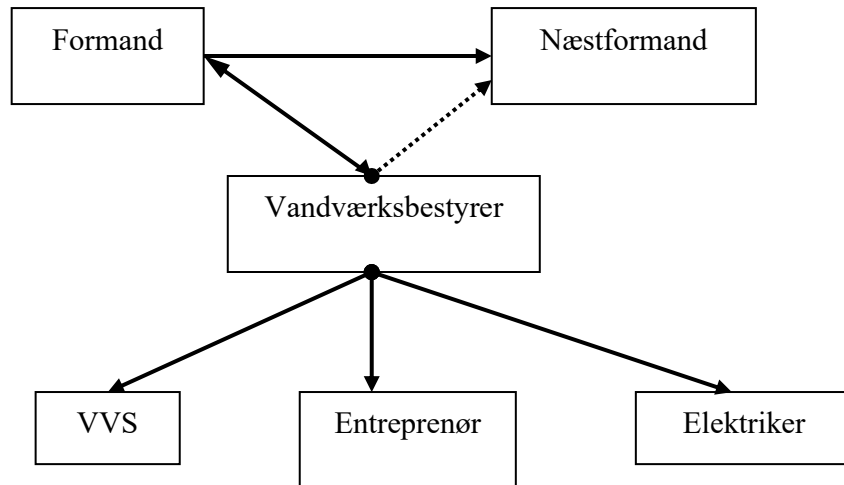 Formand
Næstformand
Vandværksbestyrer
VVS
Entreprenør
Elektriker